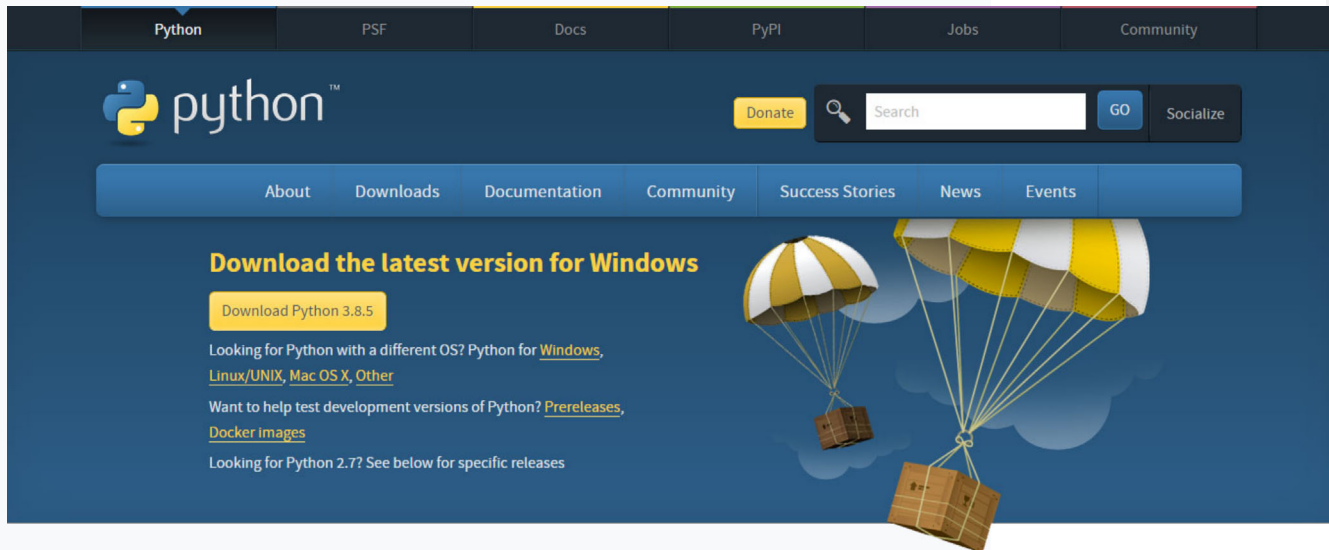 Python PSF Docs PyPI Jobs Community
python™
Donate Search GO Socialize
About Downloads Documentation Community Success Stories News Events
Download the latest version for Windows
Download Python 3.8.5
Looking for Python with a different OS? Python for Windows,
Linux/UNIX, Mac OS X, Other
Want to help test development versions of Python? Prereleases,
Docker images
Looking for Python 2.7? See below for specific releases